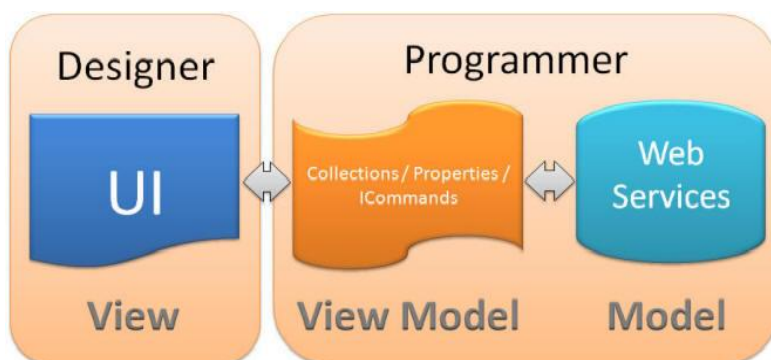 Designer
Programmer
UI
Collections / Properties /
ICommands
Web
Services
View
View Model
Model